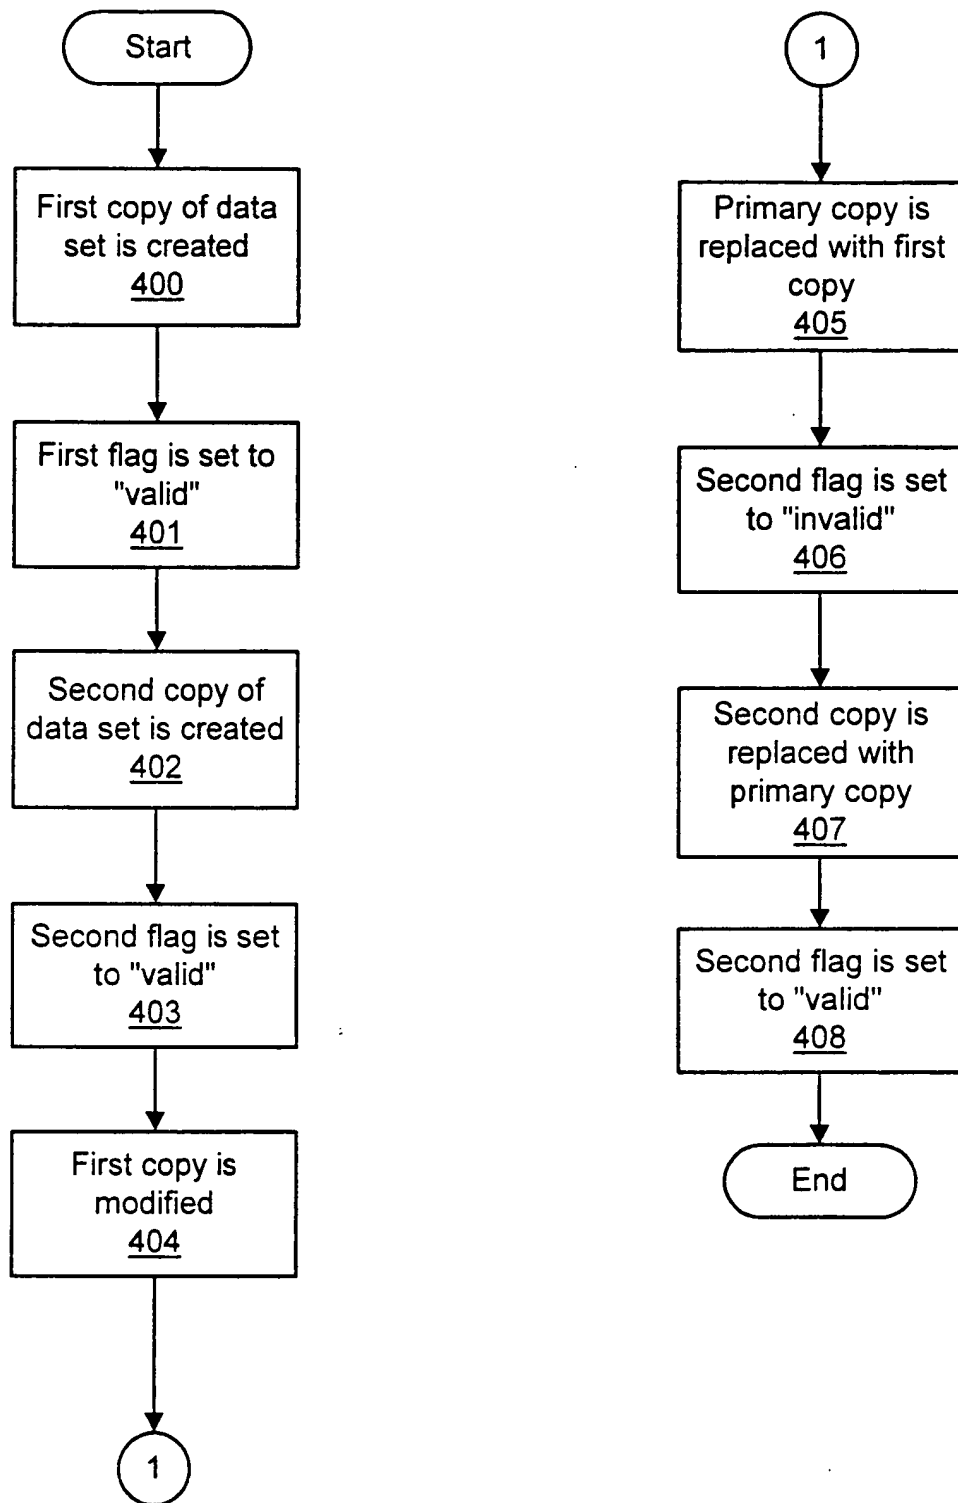 Start
First copy of data
set is created
400
First flag is set to
"valid"
401
Second copy of
data set is created
402
Second flag is set
to "valid"
403
First copy is
modified
404
1
1
Primary copy is
replaced with first
copy
405
Second flag is set
to "invalid"
406
Second copy is
replaced with
primary copy
407
Second flag is set
to "valid"
408
End